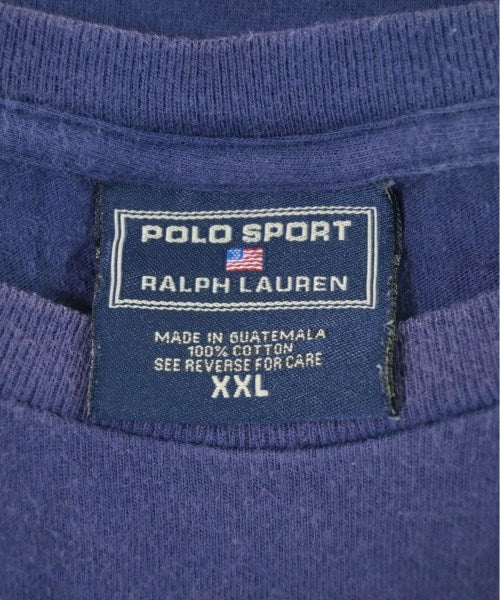 POLO SPORT
RALPH LAUREN
MADE IN GUATEMALA
100% COTTON
SEE REVERSE FOR CARE
XXL